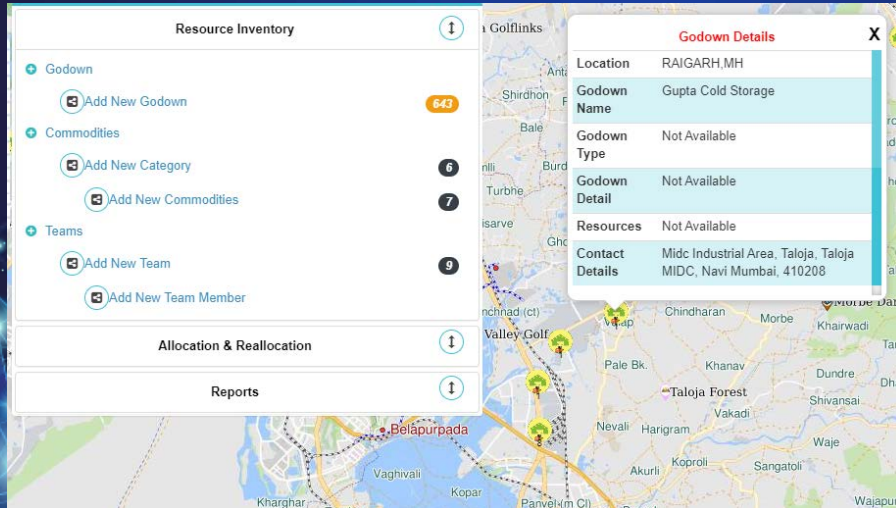 Resource Inventory
Godown
Add New Godown 643
Commodities
Add New Category 6
Add New Commodities 7
Teams
Add New Team 9
Add New Team Member
Allocation & Reallocation
Reports
Godown Details X
Location RAIGARH,MH
Godown Name Gupta Cold Storage
Godown Type Not Available
Godown Detail Not Available
Resources Not Available
Contact Details Midc Industrial Area, Taloja, Taloja
MIDC, Navi Mumbai, 410208
Golflinks
Shirdhon
Bale
Turbhe
Valley Golf
Chindharan
Morbe
Khairwadi
Pale Bk.
Khanav
Dundre
Taloja Forest
Shivansai
Vakadi
Nevali
Harigram
Waje
Belapurpada
Koproli
Sangatoli
Akurli
Vaghivali
Kopar
Kharghar
Panvel (m Cl)